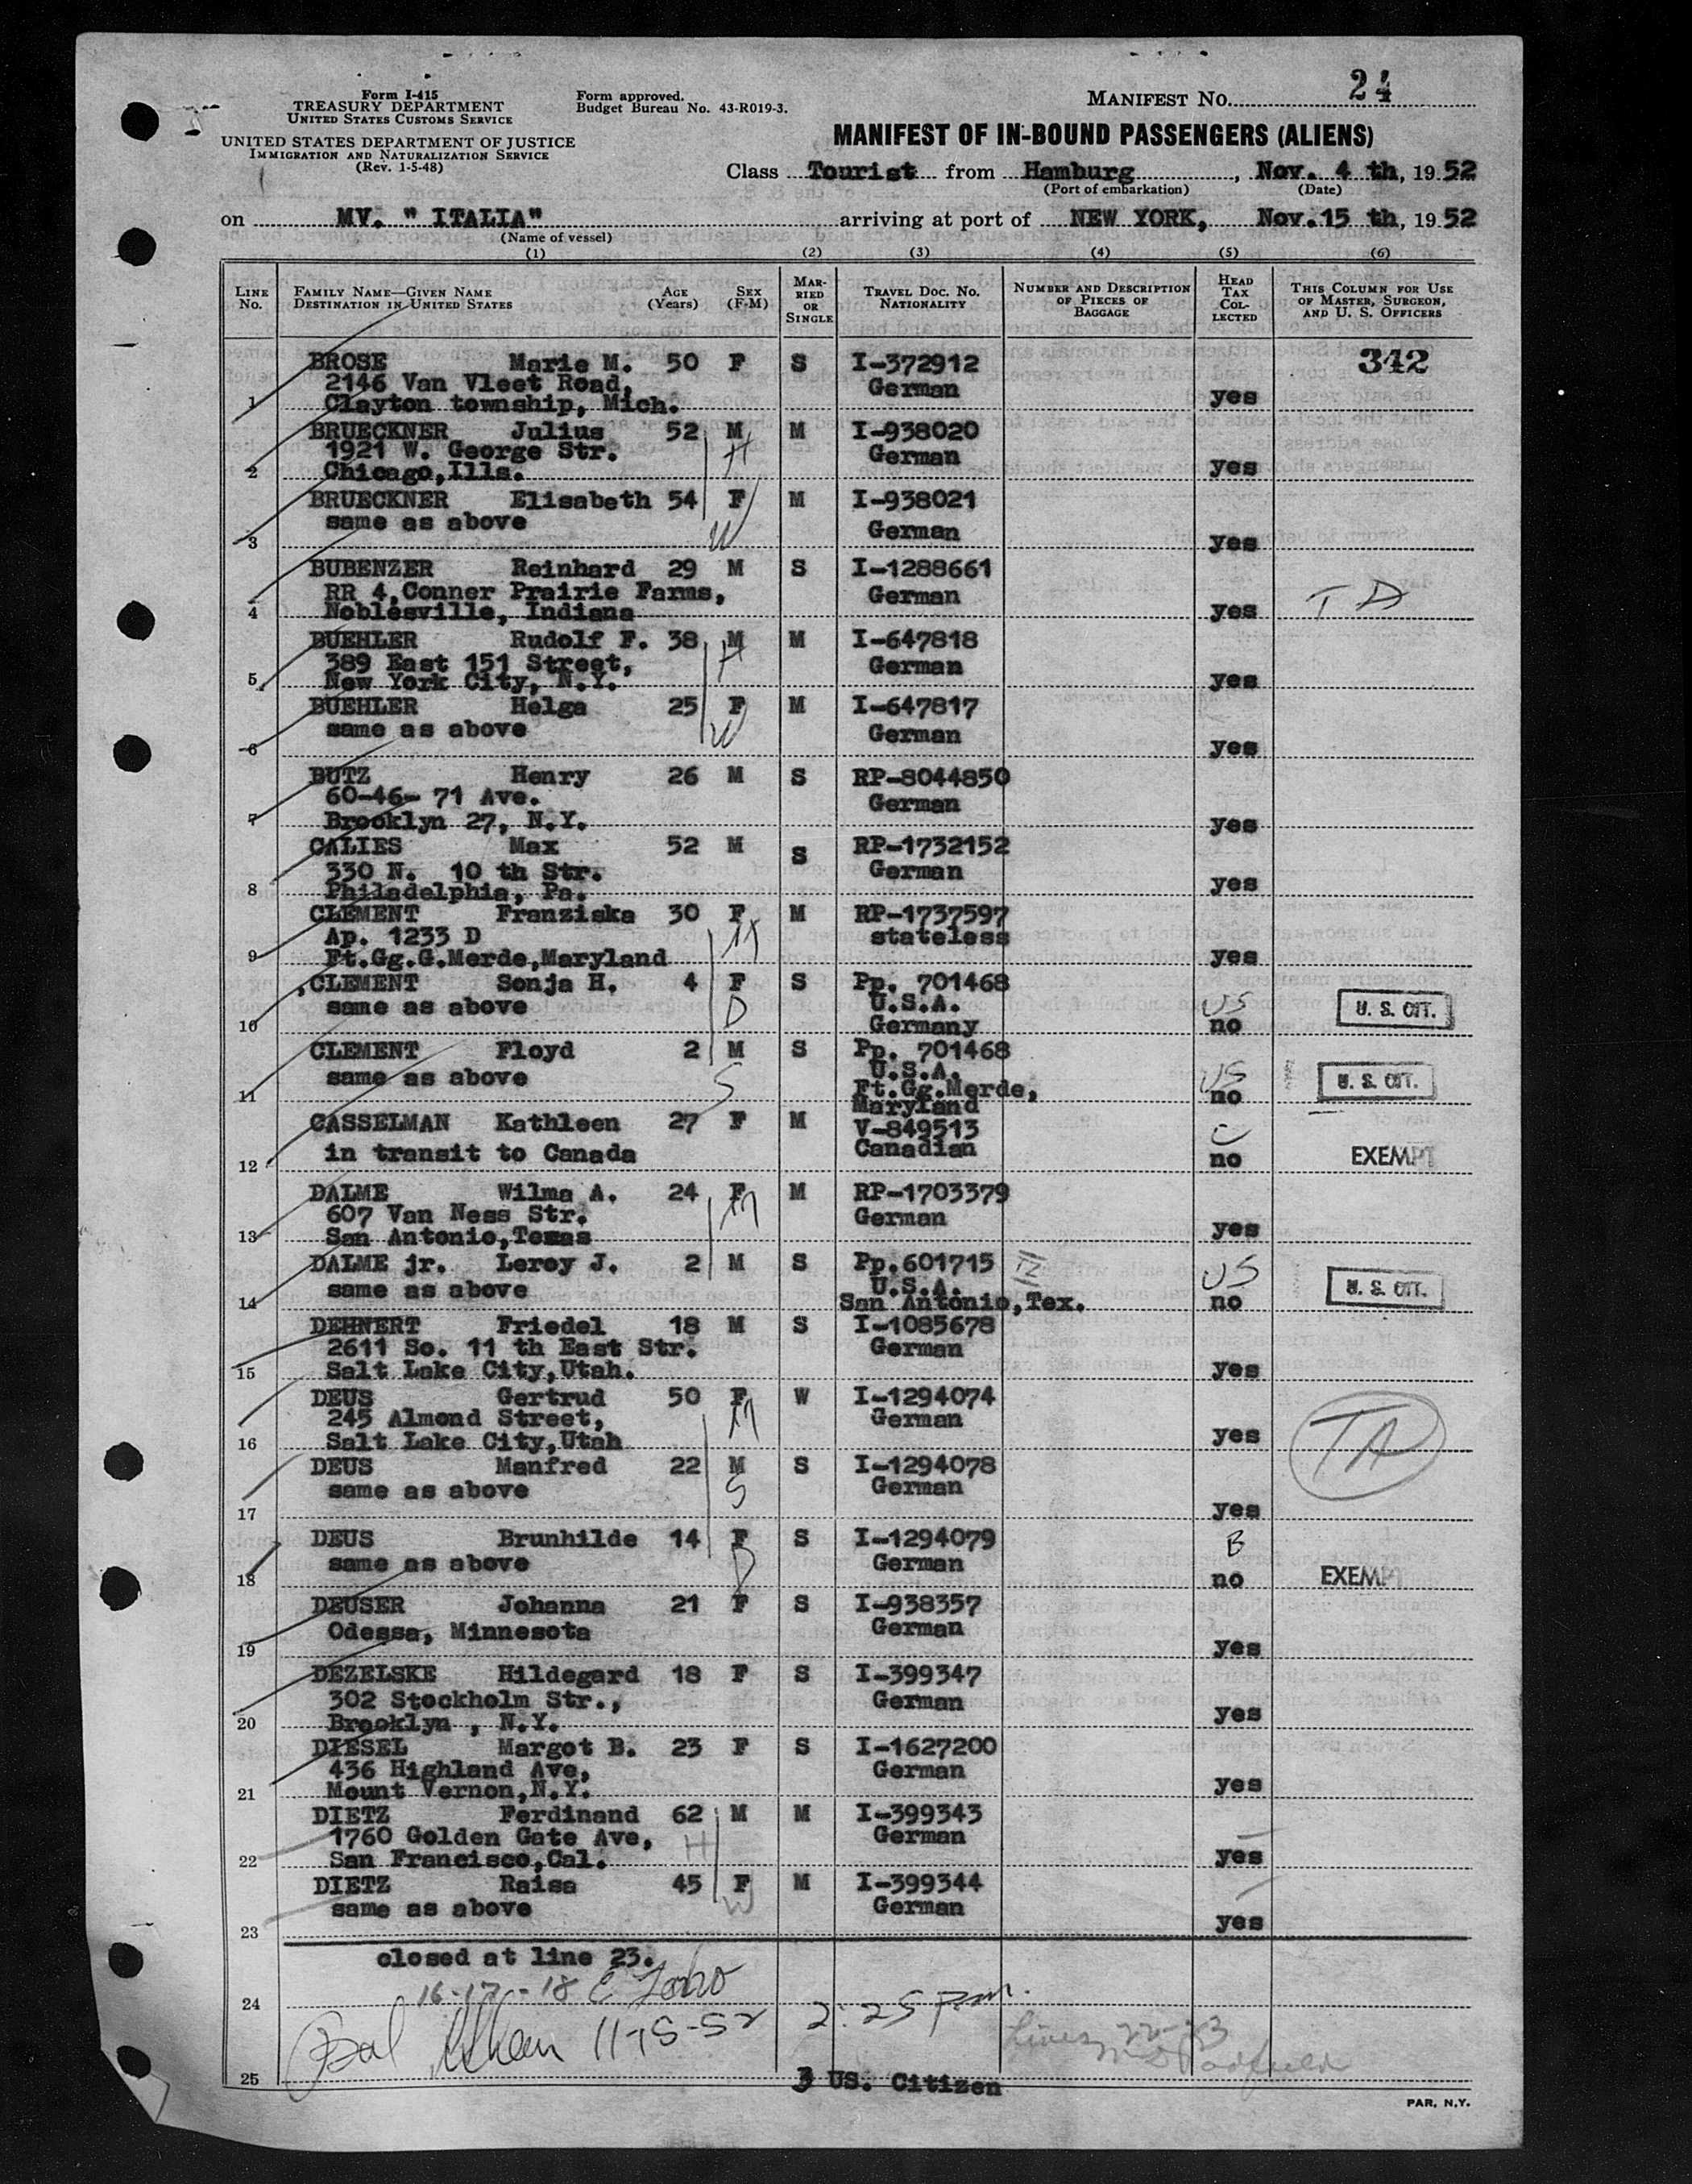 Form I-415
TREASURY DEPARTMENT
UNITED STATES CUSTOMS SERVICE
UNITED STATES DEPARTMENT OF JUSTICE
IMMIGRATION AND NATURALIZATION SERVICE
(Rev. 1-5-48)
Form approved.
Budget Bureau No. 43-R019-3.
MANIFEST NO. 24
MANIFEST OF IN-BOUND PASSENGERS (ALIENS)
Class Tourist from Hamburg, Nov. 4 th, 1952
(Port of embarkation) (Date)
on MV. " ITALIA" arriving at port of NEW YORK, Nov.15 th, 1952
(Name of vessel)
(1) (2) (3) (4) (5) (6)
LINE NO. FAMILY NAME—GIVEN NAME DESTINATION IN UNITED STATES AGE (Years) SEX (F-M) MARRIED OR SINGLE TRAVEL DOC. NO. NATIONALITY NUMBER AND DESCRIPTION OF PIECES OF BAGGAGE HEAD TAX COLLECTED THIS COLUMN FOR USE OF MASTER, SURGEON, AND U. S. OFFICERS
BROSE Marie M. 50 F S I-372912 342
2146 Van Vleet Road, German
1 Clayton township, Mich. yes
BRUECKNER Julius 52 M M I-938020
1921 W. George Str. H German
2 Chicago,Ills. yes
BRUECKNER Elisabeth 54 F M I-938021
same as above W German
3 yes
BUBENZER Reinhard 29 M S I-1288661
RR 4,Conner Prairie Farms, German
4 Noblesville, Indiana yes T D
BUEHLER Rudolf F. 38 M M I-647818
389 East 151 Street, H German
5 New York City, N.Y. yes
BUEHLER Helga 25 F M I-647817
same as above W German
6 yes
BUTZ Henry 26 M S RP-8044850
60-46- 71 Ave. German
7 Brooklyn 27, N.Y. yes
CALIES Max 52 M S RP-1732152
330 N. 10 th Str. German
8 Philadelphia, Pa. yes
CLEMENT Franziska 30 F M RP-1737597
Ap. 1233 D M stateless
9 Ft.Gg.G.Merde,Maryland yes
CLEMENT Sonja H. 4 F S Pp. 701468
same as above D U.S.A. US U. S. CIT.
10 Germany no
CLEMENT Floyd 2 M S Pp. 701468
same as above S U.S.A. US U. S. CIT.
11 Ft.Gg.Merde, no
Maryland
CASSELMAN Kathleen 27 F M V-849513
in transit to Canada Canadian C
12 no EXEMPT
DALME Wilma A. 24 F M RP-1703379
607 Van Ness Str. M German
13 San Antonio,Texas yes
DALME jr. Leroy J. 2 M S Pp.601715
same as above U.S.A. US U. S. CIT.
14 San Antonio,Tex. no
DEHNERT Friedel 18 M S I-1085678
2611 So. 11 th East Str. German
15 Salt Lake City,Utah. yes
DEUS Gertrud 50 F W I-1294074
245 Almond Street, M German
16 Salt Lake City,Utah yes TA
DEUS Manfred 22 M S I-1294078
same as above S German
17 yes
DEUS Brunhilde 14 F S I-1294079
same as above D German B
18 no EXEMPT
DEUSER Johanna 21 F S I-938357
Odessa, Minnesota German
19 yes
DEZELSKE Hildegard 18 F S I-399347
302 Stockholm Str., German
20 Brooklyn , N.Y. yes
DIESEL Margot B. 23 F S I-1627200
436 Highland Ave, German
21 Mount Vernon,N.Y. yes
DIETZ Ferdinand 62 M M I-399343
1760 Golden Gate Ave, H German
22 San Francisco,Cal. yes
DIETZ Raisa 45 F M I-399344
same as above W German
23 yes
closed at line 23.
16-17-18
24 11-15-52 2:25 pm.
Lines 22-23
25 3 US. Citizen
PAR, N.Y.